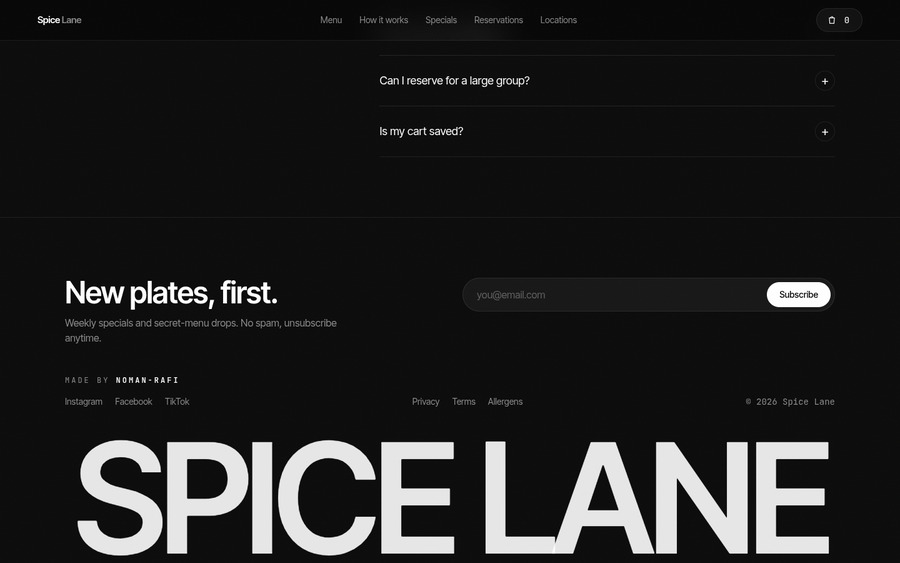 Spice Lane
Menu How it works Specials Reservations Locations
0
Can I reserve for a large group? +
Is my cart saved? +
New plates, first.
Weekly specials and secret-menu drops. No spam, unsubscribe
anytime.
you@email.com
Subscribe
MADE BY NOMAN-RAFI
Instagram Facebook TikTok
Privacy Terms Allergens
© 2026 Spice Lane
SPICE LANE